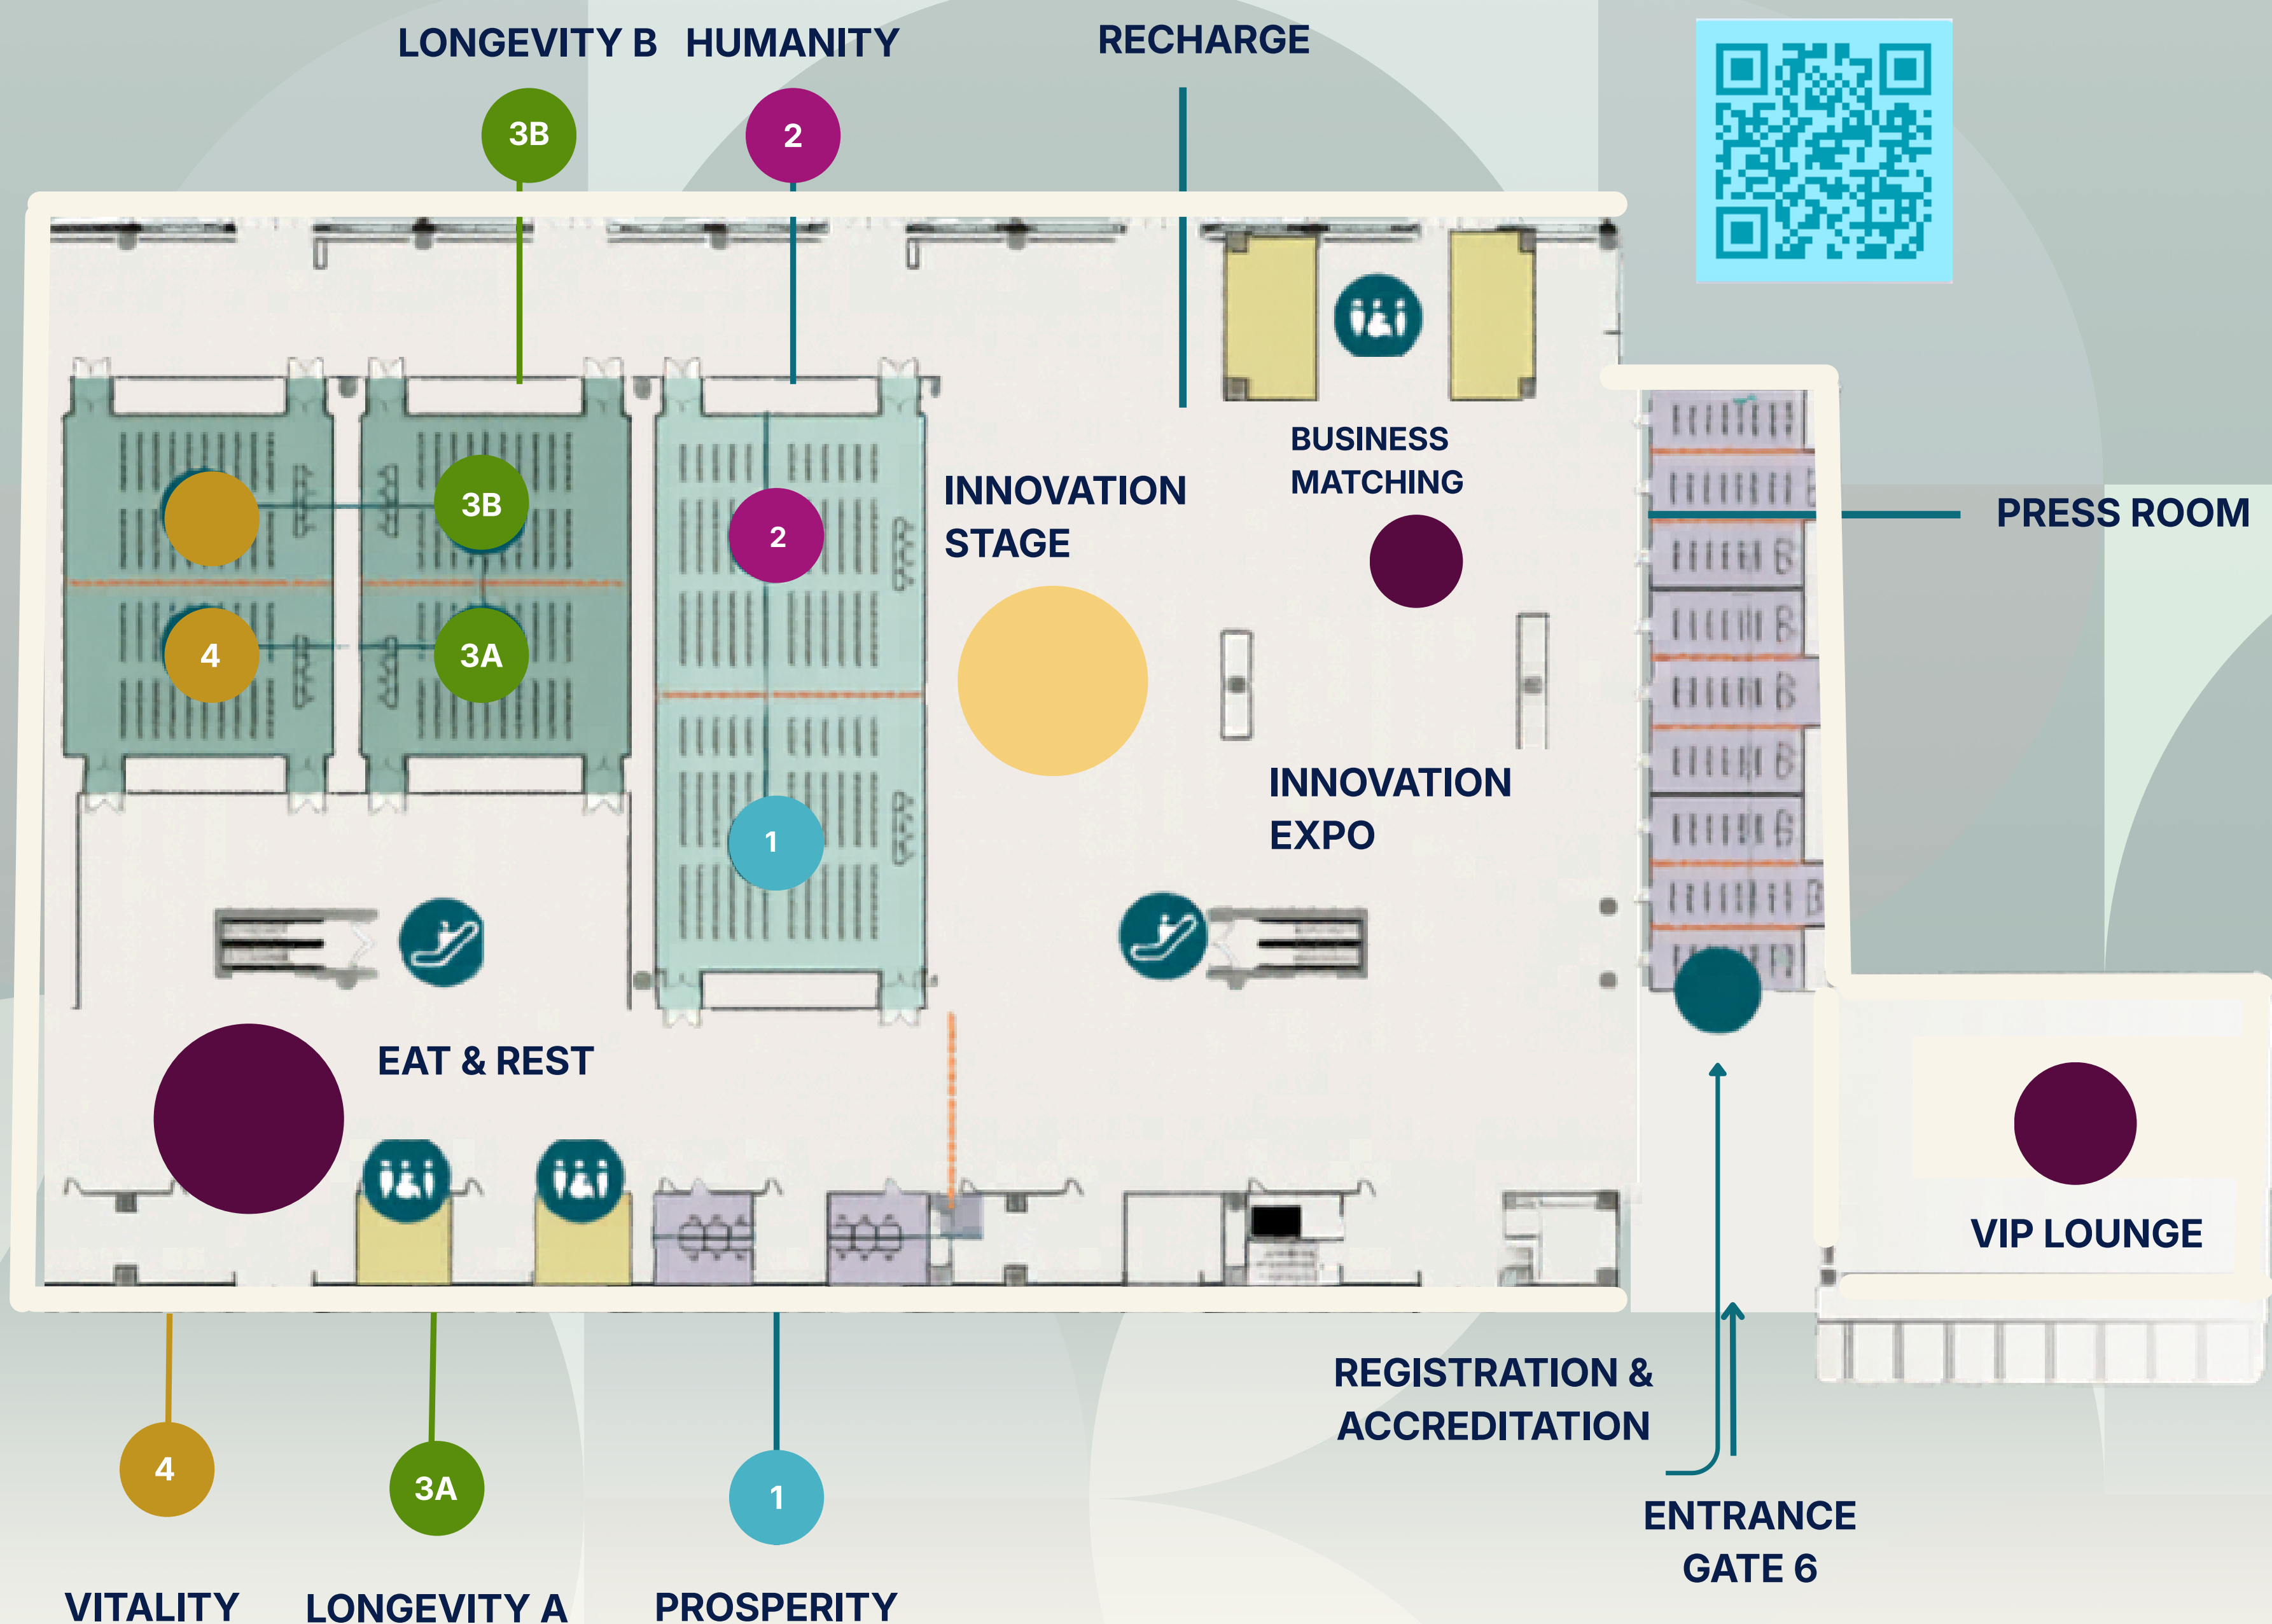 LONGEVITY B
HUMANITY
RECHARGE
3B
2
BUSINESS
MATCHING
INNOVATION
STAGE
3B
2
PRESS ROOM
4
3A
INNOVATION
EXPO
1
EAT & REST
VIP LOUNGE
REGISTRATION &
ACCREDITATION
4
3A
1
ENTRANCE
GATE 6
VITALITY
LONGEVITY A
PROSPERITY